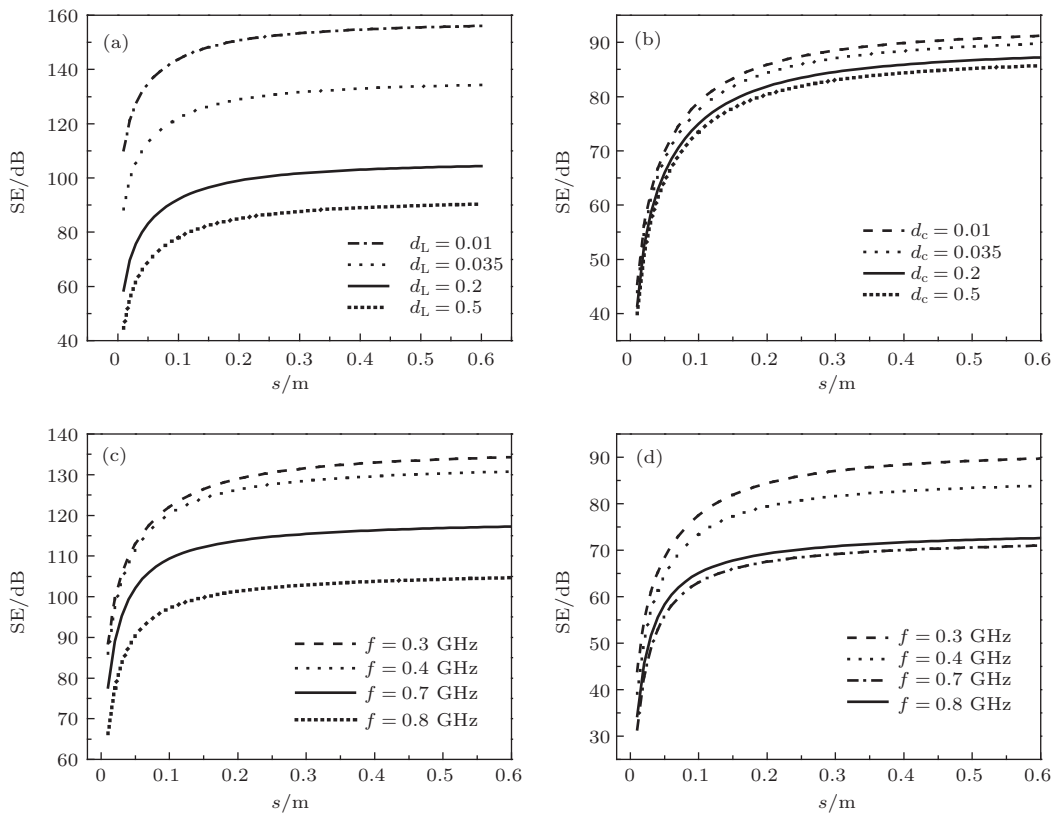 (a)
160
140
120
100
80
60
40
SE/dB
0 0.1 0.2 0.3 0.4 0.5 0.6
s/m
d_L = 0.01
d_L = 0.035
d_L = 0.2
d_L = 0.5
(b)
90
80
70
60
50
40
SE/dB
0 0.1 0.2 0.3 0.4 0.5 0.6
s/m
d_c = 0.01
d_c = 0.035
d_c = 0.2
d_c = 0.5
(c)
140
130
120
110
100
90
80
70
60
SE/dB
0 0.1 0.2 0.3 0.4 0.5 0.6
s/m
f = 0.3 GHz
f = 0.4 GHz
f = 0.7 GHz
f = 0.8 GHz
(d)
90
80
70
60
50
40
30
SE/dB
0 0.1 0.2 0.3 0.4 0.5 0.6
s/m
f = 0.3 GHz
f = 0.4 GHz
f = 0.7 GHz
f = 0.8 GHz